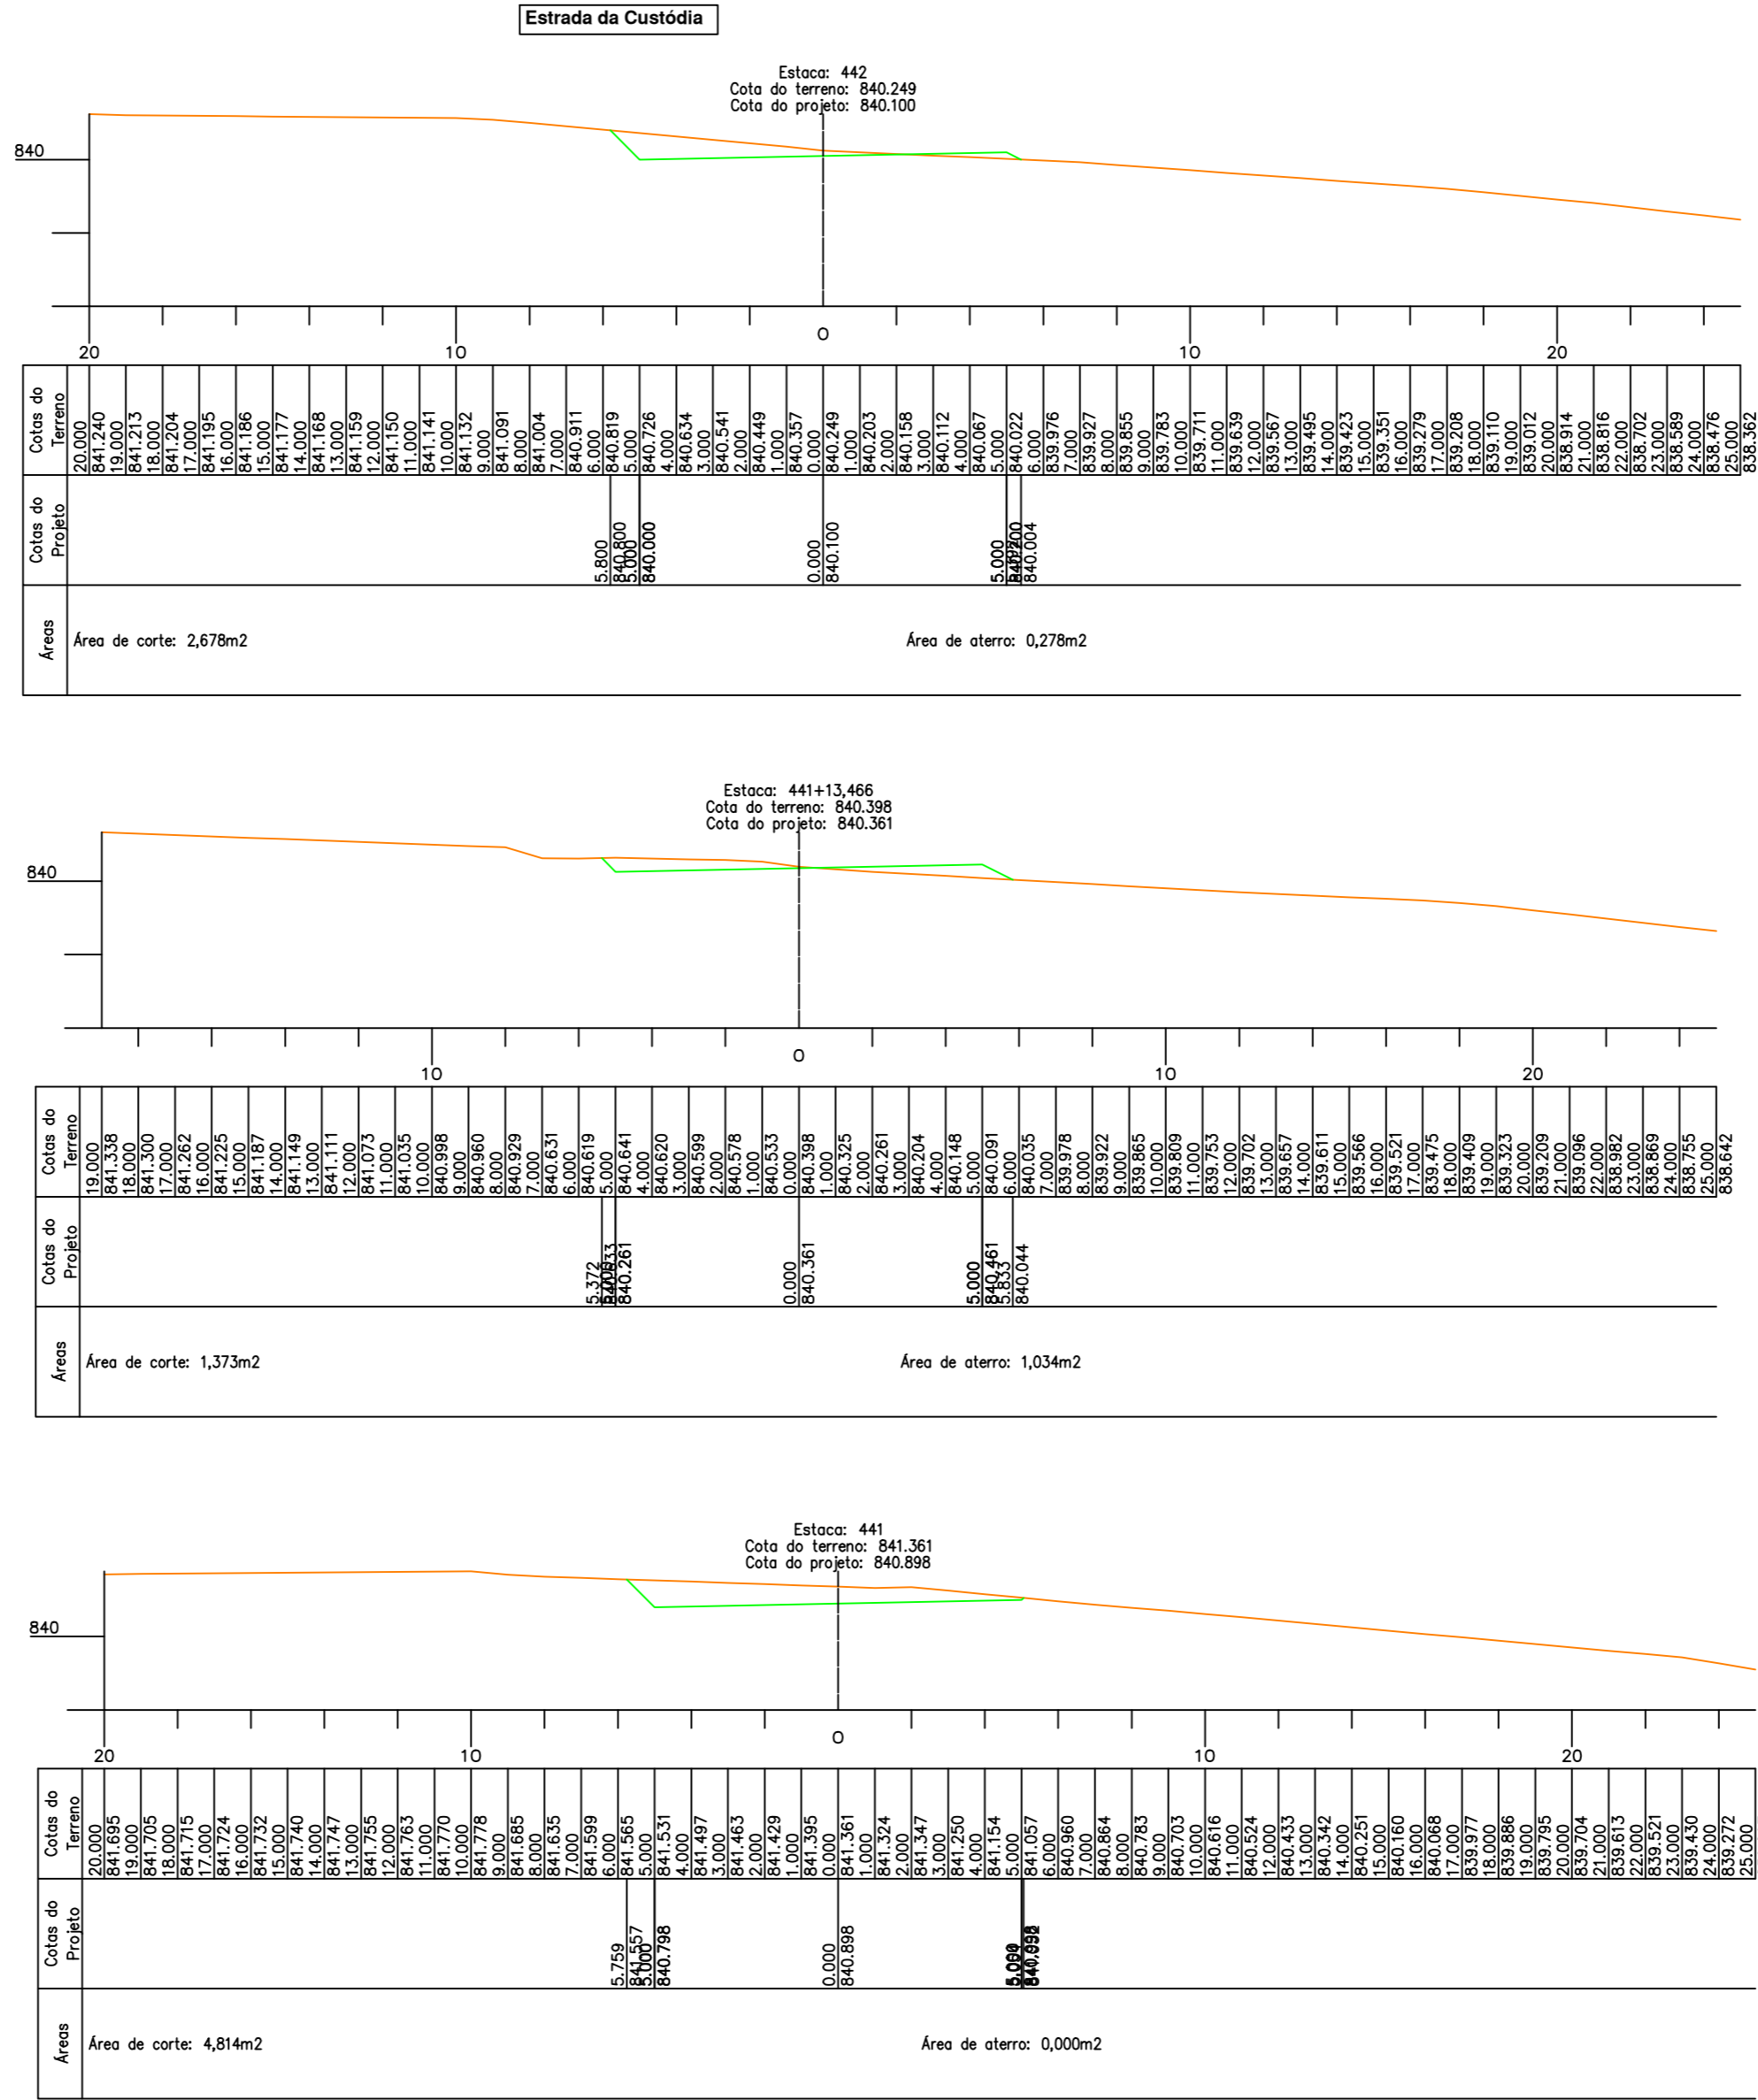 Estrada da Custódia
Estaca: 442
Cota do terreno: 840.249
Cota do projeto: 840.100
840
20 10 0 10 20
Cotas do Terreno
20.000 841.240 19.000 841.213 18.000 841.204 17.000 841.195 16.000 841.186 15.000 841.177 14.000 841.168 13.000 841.159 12.000 841.150 11.000 841.141 10.000 841.132 9.000 841.091 8.000 841.004 7.000 840.911 6.000 840.819 5.000 840.726 4.000 840.634 3.000 840.541 2.000 840.449 1.000 840.357 0.000 840.249 1.000 840.203 2.000 840.158 3.000 840.112 4.000 840.067 5.000 840.022 6.000 839.976 7.000 839.927 8.000 839.855 9.000 839.783 10.000 839.711 11.000 839.639 12.000 839.567 13.000 839.495 14.000 839.423 15.000 839.351 16.000 839.279 17.000 839.208 18.000 839.110 19.000 839.012 20.000 838.914 21.000 838.816 22.000 838.702 23.000 838.589 24.000 838.476 25.000 838.362
Cotas do Projeto
5.800 840.800 5.000 840.000 0.000 840.100 5.000 840.200 840.004
Áreas
Área de corte: 2,678m2
Área de aterro: 0,278m2
Estaca: 441+13,466
Cota do terreno: 840.398
Cota do projeto: 840.361
840
10 0 10 20
Cotas do Terreno
19.000 841.338 18.000 841.300 17.000 841.262 16.000 841.225 15.000 841.187 14.000 841.149 13.000 841.111 12.000 841.073 11.000 841.035 10.000 840.998 9.000 840.960 8.000 840.929 7.000 840.631 6.000 840.619 5.000 840.641 4.000 840.620 3.000 840.599 2.000 840.578 1.000 840.533 0.000 840.398 1.000 840.325 2.000 840.261 3.000 840.204 4.000 840.148 5.000 840.091 6.000 840.035 7.000 839.978 8.000 839.922 9.000 839.865 10.000 839.809 11.000 839.753 12.000 839.702 13.000 839.657 14.000 839.611 15.000 839.566 16.000 839.521 17.000 839.475 18.000 839.409 19.000 839.323 20.000 839.209 21.000 839.096 22.000 838.982 23.000 838.869 24.000 838.755 25.000 838.642
Cotas do Projeto
5.372 840.261 0.000 840.361 5.000 840.461 5.833 840.044
Áreas
Área de corte: 1,373m2
Área de aterro: 1,034m2
Estaca: 441
Cota do terreno: 841.361
Cota do projeto: 840.898
840
20 10 0 10 20
Cotas do Terreno
20.000 841.695 19.000 841.705 18.000 841.715 17.000 841.724 16.000 841.732 15.000 841.740 14.000 841.747 13.000 841.755 12.000 841.763 11.000 841.770 10.000 841.778 9.000 841.685 8.000 841.635 7.000 841.599 6.000 841.565 5.000 841.531 4.000 841.497 3.000 841.463 2.000 841.429 1.000 841.395 0.000 841.361 1.000 841.324 2.000 841.347 3.000 841.250 4.000 841.154 5.000 841.057 6.000 840.960 7.000 840.864 8.000 840.783 9.000 840.703 10.000 840.616 11.000 840.524 12.000 840.433 13.000 840.342 14.000 840.251 15.000 840.160 16.000 840.068 17.000 839.977 18.000 839.886 19.000 839.795 20.000 839.704 21.000 839.613 22.000 839.521 23.000 839.430 24.000 839.272 25.000
Cotas do Projeto
5.759 841.557 5.000 840.798 0.000 840.898
Áreas
Área de corte: 4,814m2
Área de aterro: 0,000m2